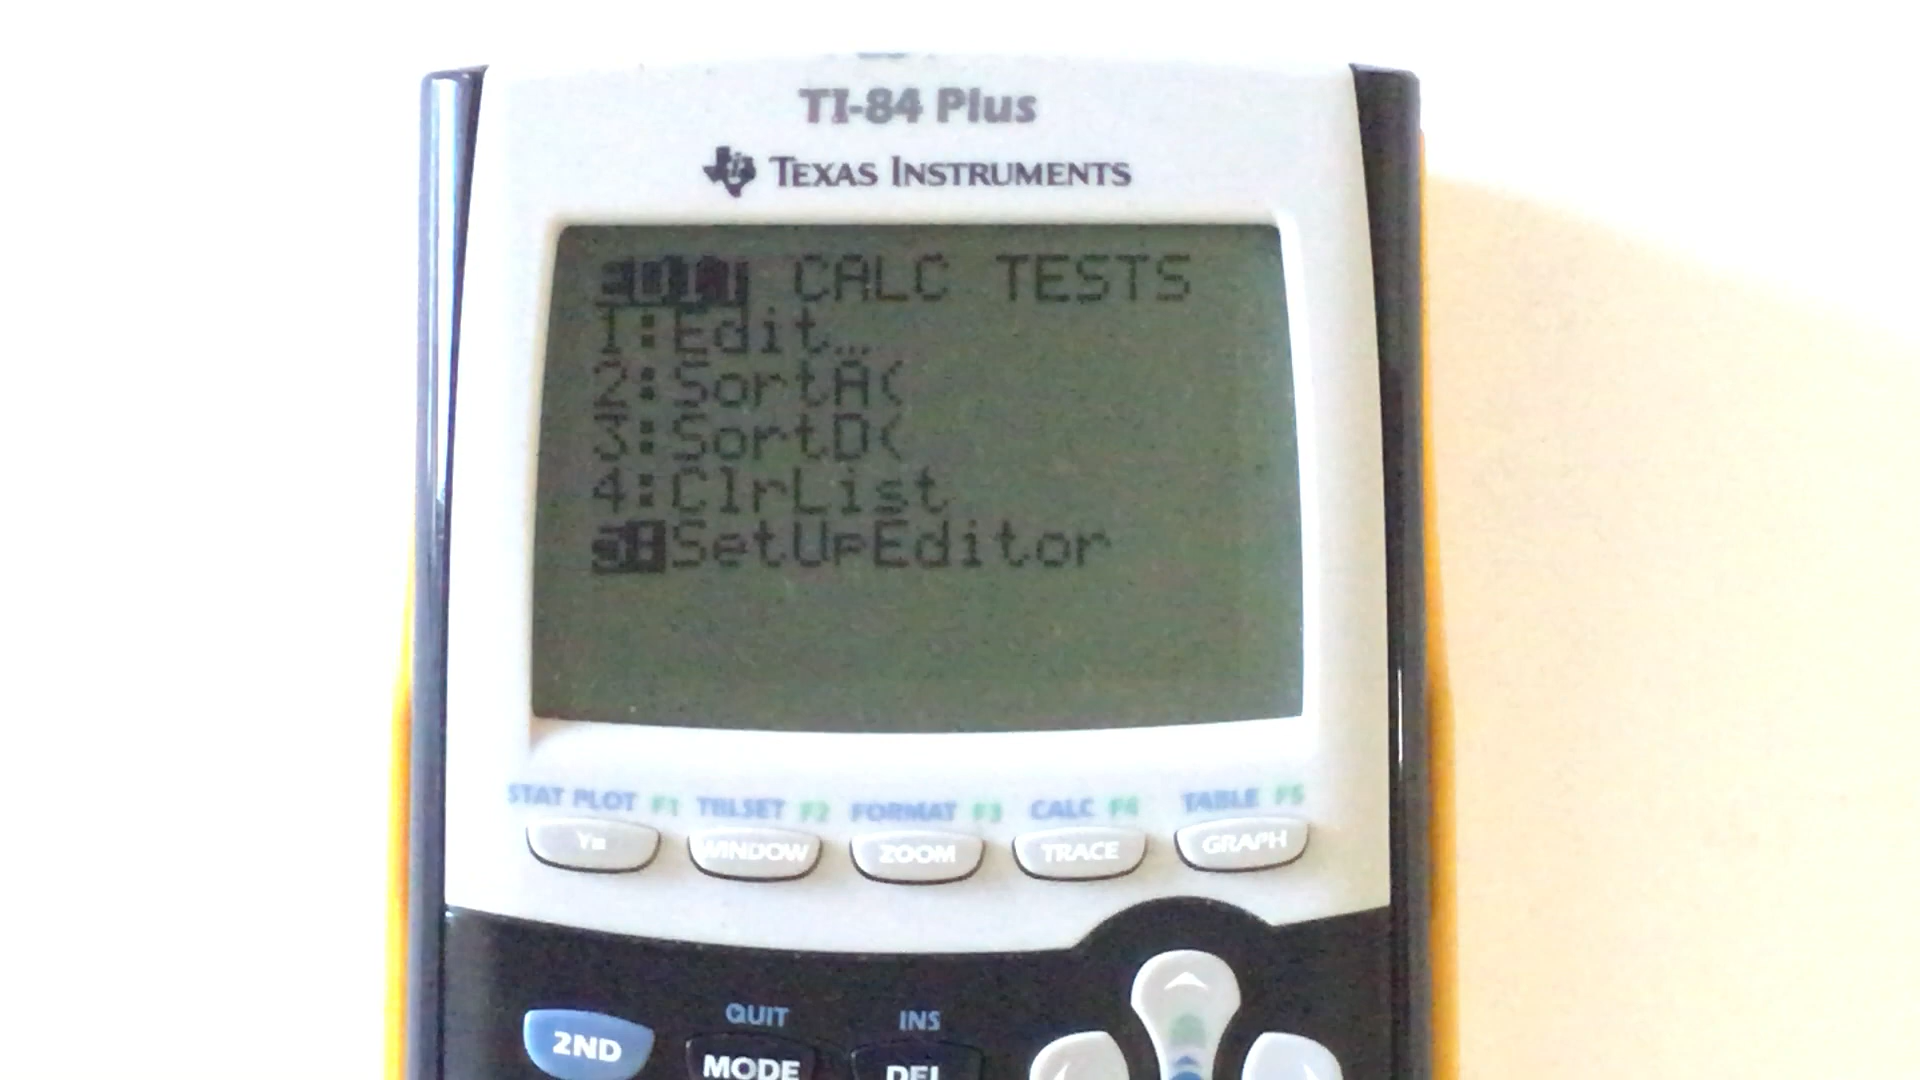 TI-84 Plus
TEXAS INSTRUMENTS
EDIT CALC TESTS
1:Edit…
2:SortA(
3:SortD(
4:ClrList
5:SetUpEditor
STAT PLOT F1 TBLSET F2 FORMAT F3 CALC F4 TABLE F5
Y= WINDOW ZOOM TRACE GRAPH
QUIT INS
2ND MODE DEL